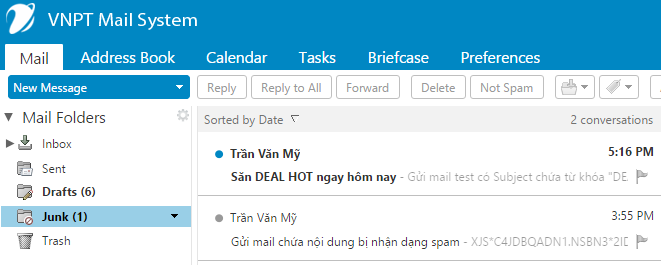 VNPT Mail System
Mail Address Book Calendar Tasks Briefcase Preferences
New Message Reply Reply to All Forward Delete Not Spam
Mail Folders
Sorted by Date 2 conversations
Inbox
Trần Văn Mỹ 5:16 PM
Sent
Săn DEAL HOT ngay hôm nay - Gửi mail test có Subject chứa từ khóa "DE
Drafts (6)
Junk (1)
Trần Văn Mỹ 3:55 PM
Trash
Gửi mail chứa nội dung bị nhận dạng spam - XJS*C4JDBQADN1.NSBN3*2ID